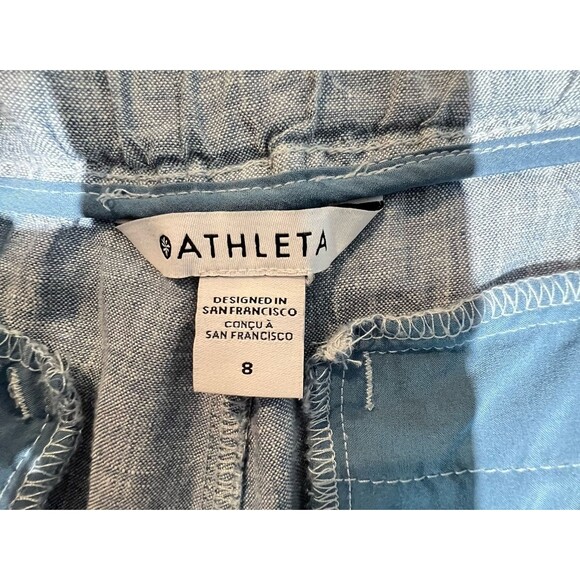 ATHLETA
DESIGNED IN
SAN FRANCISCO
CONÇU À
SAN FRANCISCO
8